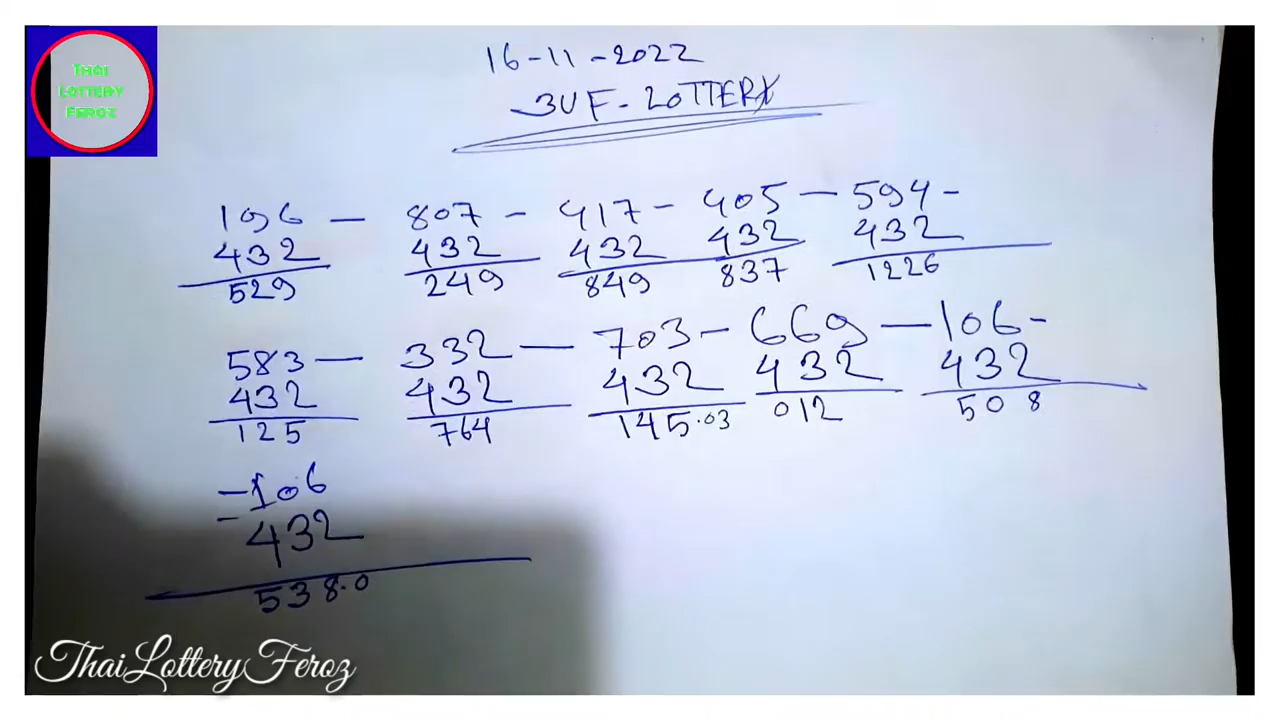 THAI
LOTTERY
FEROZ
16-11-2022
3UF-LOTTERY
196 — 807 - 417 - 405 — 594 -
432 432 432 432 432
529 249 849 837 1226
583 — 332 — 703 - 669 — 106 -
432 432 432 432 432
125 764 145.03 012 508
-106
-432
538.0
ThaiLotteryFeroz